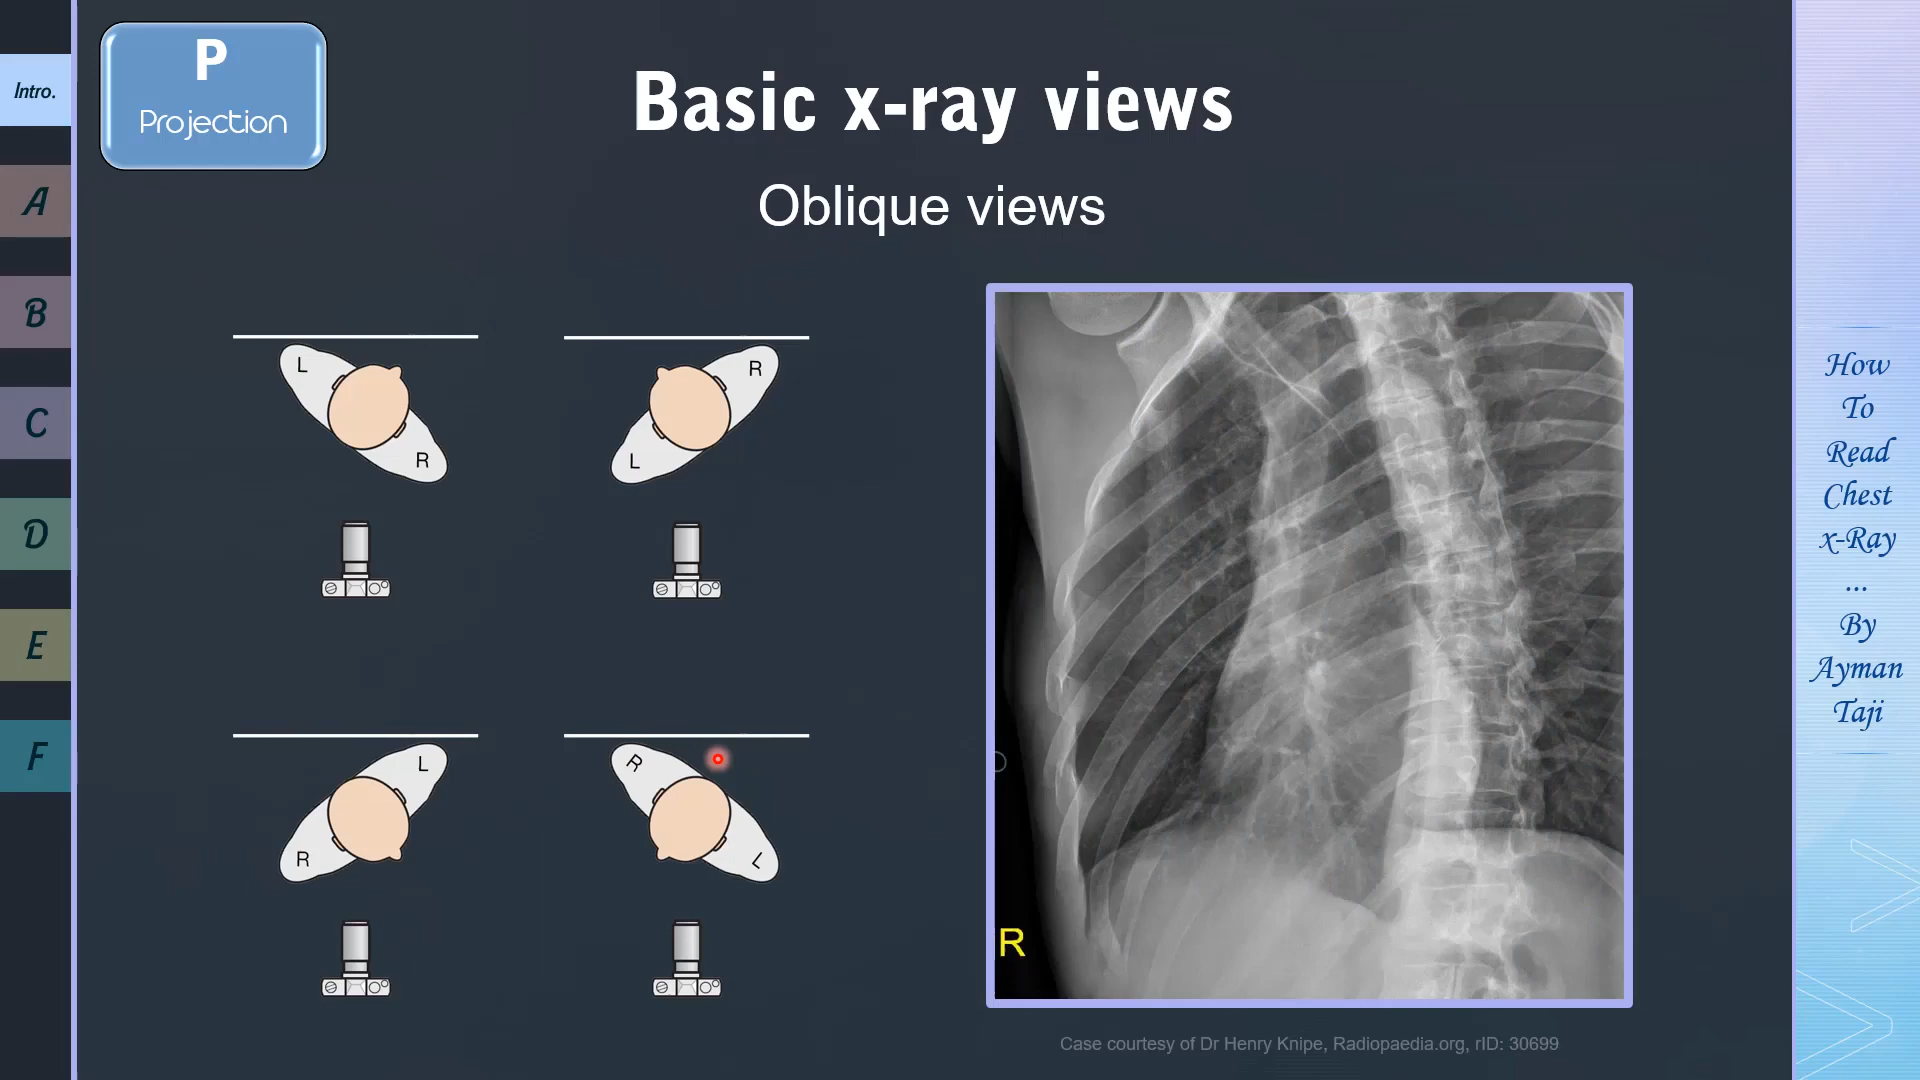 Intro.
A
B
C
D
E
F
P
Projection
Basic x-ray views
Oblique views
L
R
R
L
L
R
R
L
R
Case courtesy of Dr Henry Knipe, Radiopaedia.org, rID: 30699
How
To
Read
Chest
x-Ray
...
By
Ayman
Taji